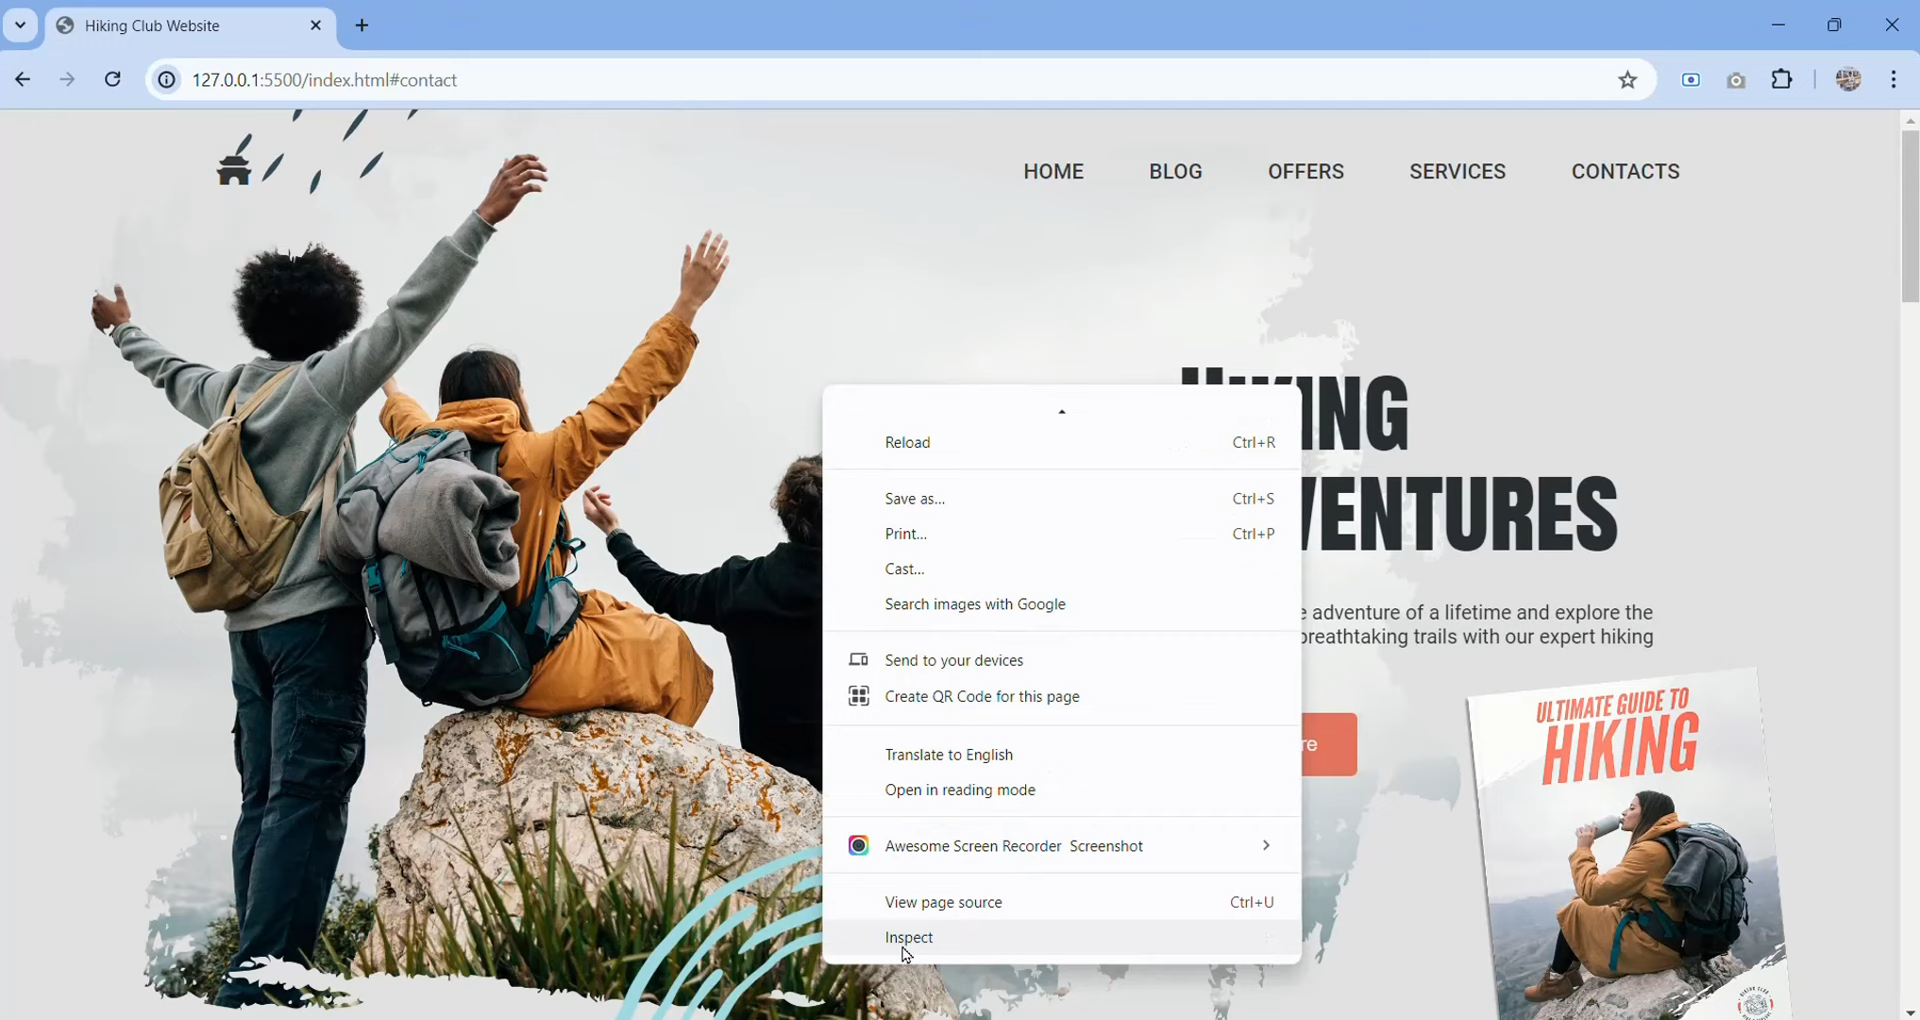 Hiking Club Website
127.0.0.1:5500/index.html#contact
HOME BLOG OFFERS SERVICES CONTACTS
HIKING
VENTURES
e adventure of a lifetime and explore the
breathtaking trails with our expert hiking
re
Reload Ctrl+R
Save as... Ctrl+S
Print... Ctrl+P
Cast...
Search images with Google
Send to your devices
Create QR Code for this page
Translate to English
Open in reading mode
Awesome Screen Recorder Screenshot
View page source Ctrl+U
Inspect
ULTIMATE GUIDE TO
HIKING